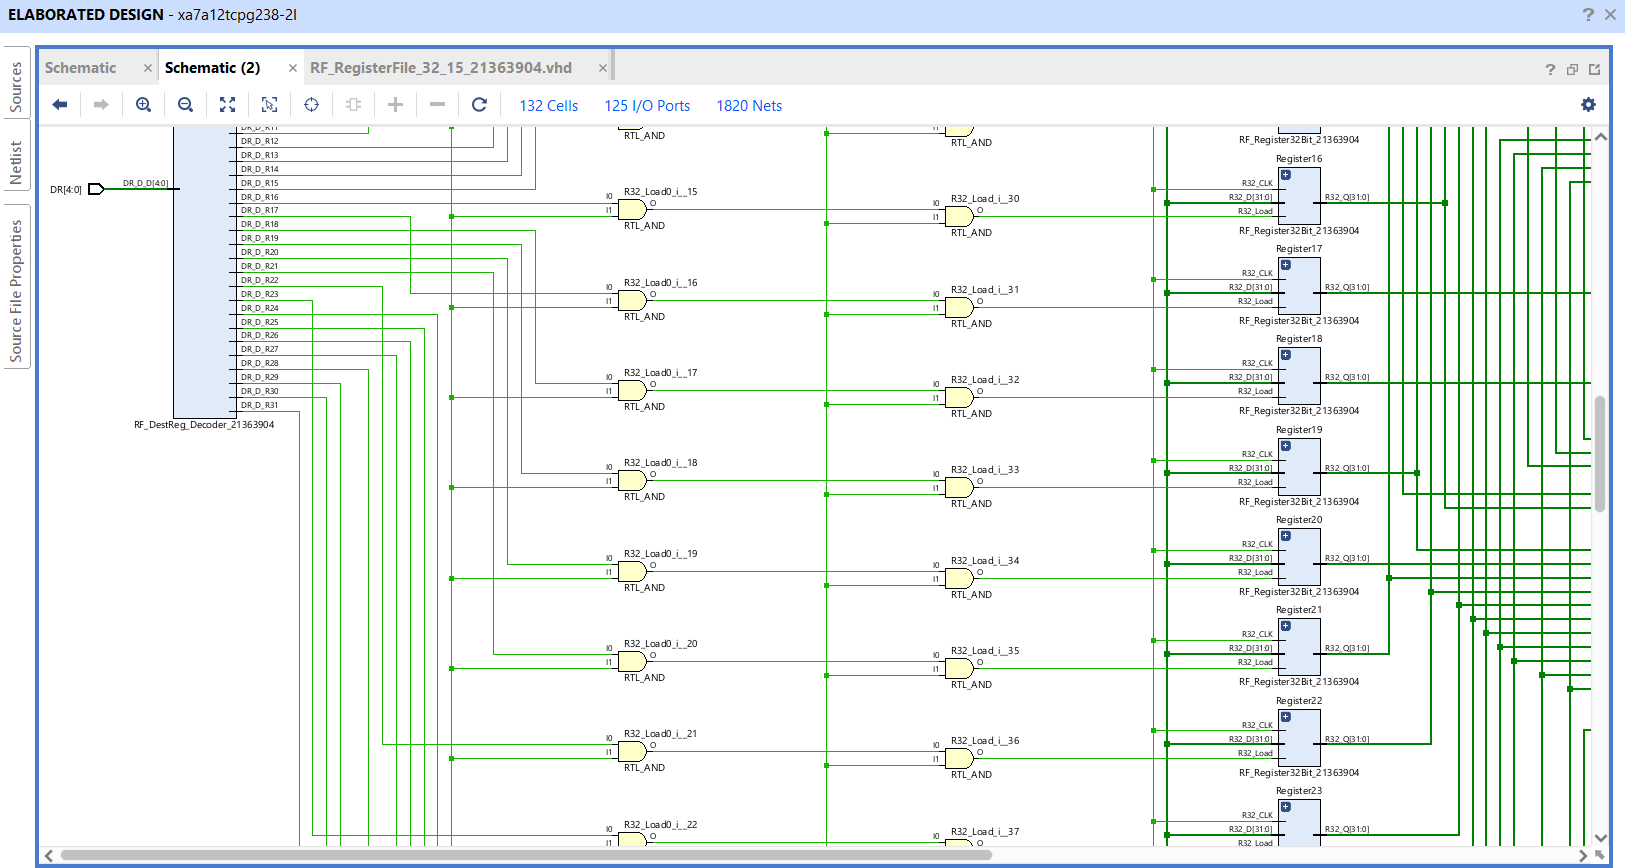 ELABORATED DESIGN - xa7a12tcpg238-2I
Sources
Netlist
Source File Properties
Schematic
Schematic (2)
RF_RegisterFile_32_15_21363904.vhd
132 Cells
125 I/O Ports
1820 Nets
DR[4:0]
DR_D_D[4:0]
DR_D_R11
DR_D_R12
DR_D_R13
DR_D_R14
DR_D_R15
DR_D_R16
DR_D_R17
DR_D_R18
DR_D_R19
DR_D_R20
DR_D_R21
DR_D_R22
DR_D_R23
DR_D_R24
DR_D_R25
DR_D_R26
DR_D_R27
DR_D_R28
DR_D_R29
DR_D_R30
DR_D_R31
RF_DestReg_Decoder_21363904
I1
RTL_AND
R32_Load0_i__15
I0
I1
O
RTL_AND
R32_Load0_i__16
I0
I1
O
RTL_AND
R32_Load0_i__17
I0
I1
O
RTL_AND
R32_Load0_i__18
I0
I1
O
RTL_AND
R32_Load0_i__19
I0
I1
O
RTL_AND
R32_Load0_i__20
I0
I1
O
RTL_AND
R32_Load0_i__21
I0
I1
O
RTL_AND
R32_Load0_i__22
I0
I1
O
I1
RTL_AND
R32_Load_i__30
I0
I1
O
RTL_AND
R32_Load_i__31
I0
I1
O
RTL_AND
R32_Load_i__32
I0
I1
O
RTL_AND
R32_Load_i__33
I0
I1
O
RTL_AND
R32_Load_i__34
I0
I1
O
RTL_AND
R32_Load_i__35
I0
I1
O
RTL_AND
R32_Load_i__36
I0
I1
O
RTL_AND
R32_Load_i__37
I0
I1
O
RF_Register32Bit_21363904
Register16
R32_CLK
R32_D[31:0]
R32_Load
R32_Q[31:0]
RF_Register32Bit_21363904
Register17
R32_CLK
R32_D[31:0]
R32_Load
R32_Q[31:0]
RF_Register32Bit_21363904
Register18
R32_CLK
R32_D[31:0]
R32_Load
R32_Q[31:0]
RF_Register32Bit_21363904
Register19
R32_CLK
R32_D[31:0]
R32_Load
R32_Q[31:0]
RF_Register32Bit_21363904
Register20
R32_CLK
R32_D[31:0]
R32_Load
R32_Q[31:0]
RF_Register32Bit_21363904
Register21
R32_CLK
R32_D[31:0]
R32_Load
R32_Q[31:0]
RF_Register32Bit_21363904
Register22
R32_CLK
R32_D[31:0]
R32_Load
R32_Q[31:0]
RF_Register32Bit_21363904
Register23
R32_CLK
R32_D[31:0]
R32_Load
R32_Q[31:0]